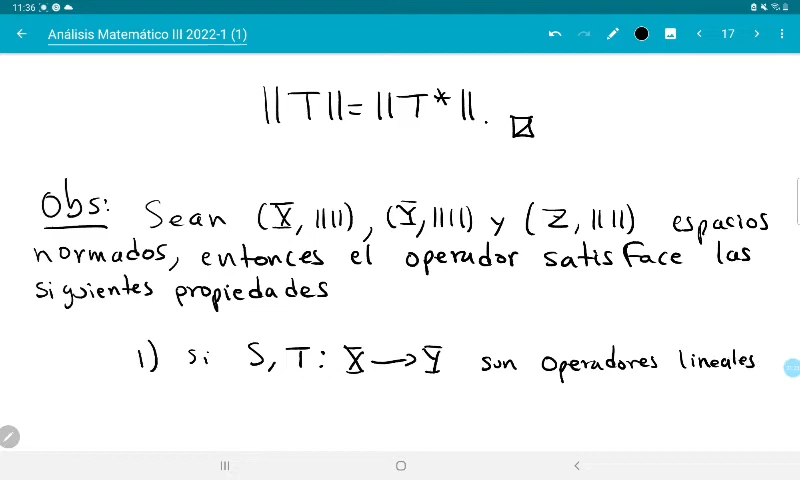 11:36
Análisis Matemático III 2022-1 (1)
17
||T|| = ||T*||.
Obs: Sean (X, ||||), (Y, ||||) y (Z, ||||) espacios
normados, entonces el operador satisface las
siguientes propiedades
1) si S, T: X → Y son operadores lineales